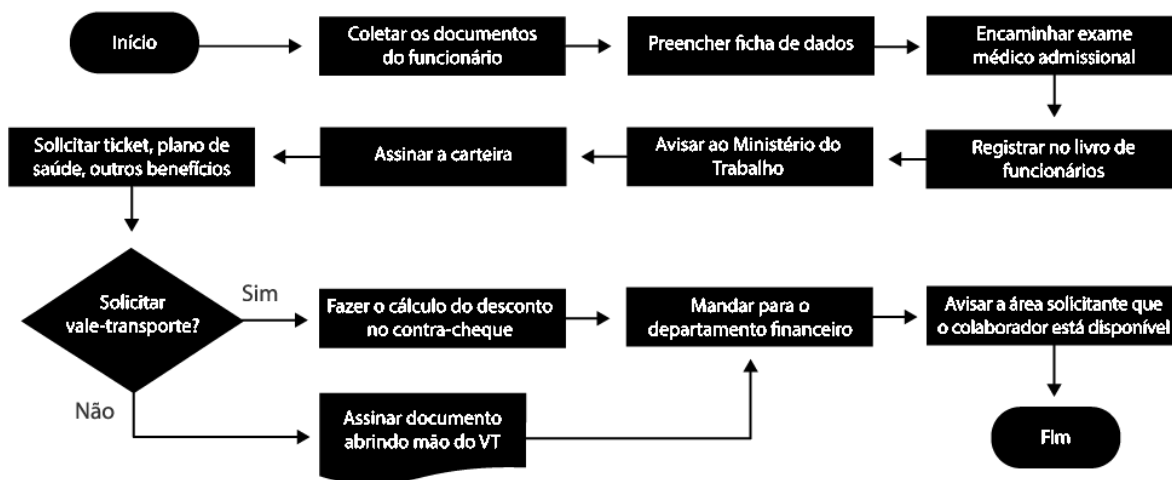 Início
Coletar os documentos
do funcionário
Preencher ficha de dados
Encaminhar exame
médico admissional
Registrar no livro de
funcionários
Avisar ao Ministério do
Trabalho
Assinar a carteira
Solicitar ticket, plano de
saúde, outros benefícios
Solicitar
vale-transporte?
Sim
Fazer o cálculo do desconto
no contra-cheque
Mandar para o
departamento financeiro
Avisar a área solicitante que
o colaborador está disponível
Não
Assinar documento
abrindo mão do VT
FIm